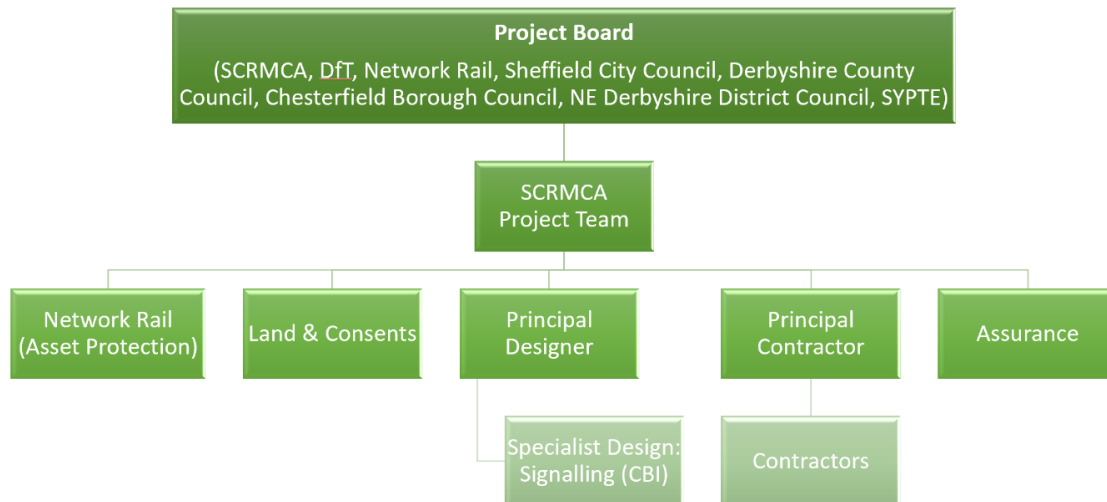 Project Board
(SCRMCA, DfT, Network Rail, Sheffield City Council, Derbyshire County
Council, Chesterfield Borough Council, NE Derbyshire District Council, SYPTE)
SCRMCA
Project Team
Network Rail
(Asset Protection)
Land & Consents
Principal
Designer
Principal
Contractor
Assurance
Specialist Design:
Signalling (CBI)
Contractors